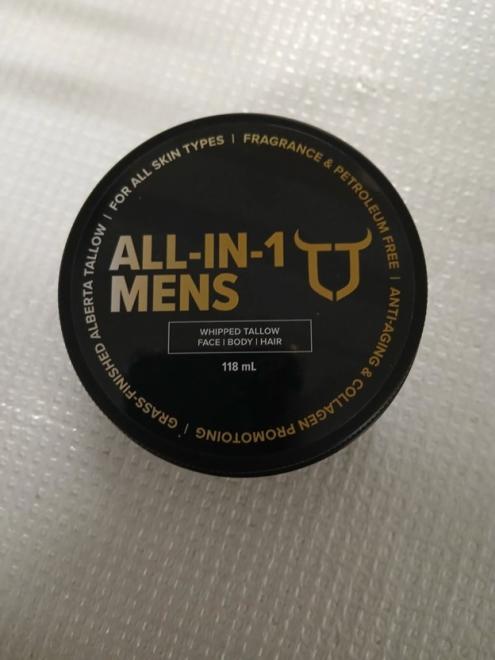 FOR ALL SKIN TYPES | FRAGRANCE & PETROLEUM FREE | ANTI-AGING & COLLAGEN PROMOTOING | GRASS-FINISHED ALBERTA TALLOW |
ALL-IN-1
MENS
WHIPPED TALLOW
FACE | BODY | HAIR
118 mL